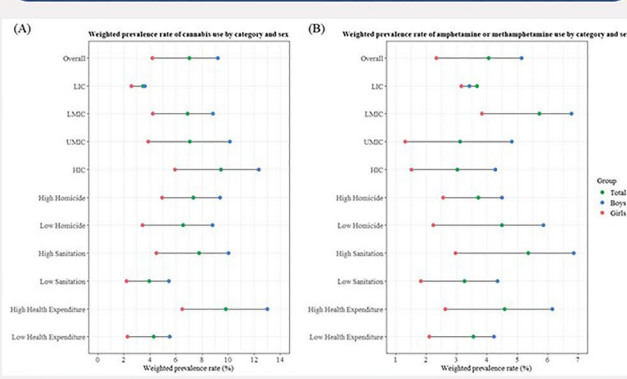 (A)
Weighted prevalence rate of cannabis use by category and sex
Overall
LIC
LMIC
UMIC
HIC
High Homicide
Low Homicide
High Sanitation
Low Sanitation
High Health Expenditure
Low Health Expenditure
0 2 4 6 8 10 12 14
Weighted prevalence rate (%)
(B)
Weighted prevalence rate of amphetamine or methamphetamine use by category and se
Overall
LIC
LMIC
UMIC
HIC
High Homicide
Low Homicide
High Sanitation
Low Sanitation
High Health Expenditure
Low Health Expenditure
1 2 3 4 5 6 7
Weighted prevalence rate (%)
Group
Total
Boys
Girls